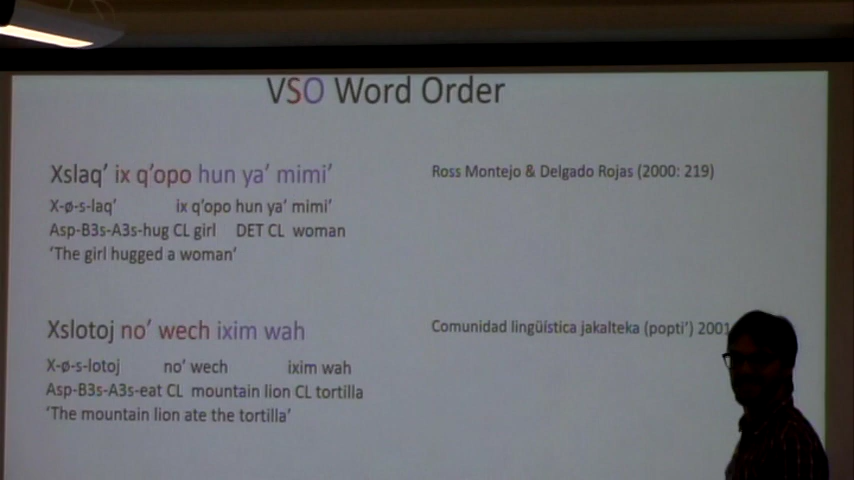 VSO Word Order
Xslaq’ ix q’opo hun ya’ mimi’
Ross Montejo & Delgado Rojas (2000: 219)
X-ø-s-laq’ ix q’opo hun ya’ mimi’
Asp-B3s-A3s-hug CL girl DET CL woman
‘The girl hugged a woman’
Xslotoj no’ wech ixim wah
Comunidad lingüística jakalteka (popti’) 2001
X-ø-s-lotoj no’ wech ixim wah
Asp-B3s-A3s-eat CL mountain lion CL tortilla
‘The mountain lion ate the tortilla’